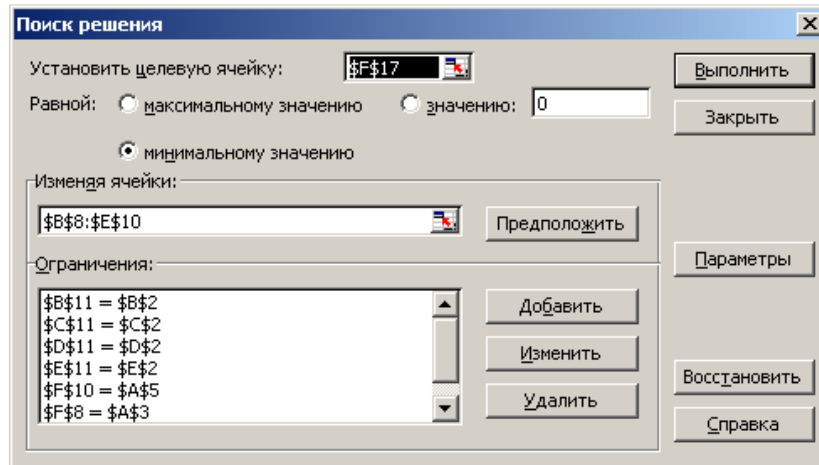 Поиск решения
Установить целевую ячейку: $F$17 Выполнить
Равной: максимальному значению значению: 0 Закрыть
минимальному значению
Изменяя ячейки:
$B$8:$E$10 Предположить
Параметры
Ограничения:
$B$11 = $B$2 Добавить
$C$11 = $C$2
$D$11 = $D$2 Изменить
$E$11 = $E$2 Восстановить
$F$10 = $A$5 Удалить
$F$8 = $A$3 Справка